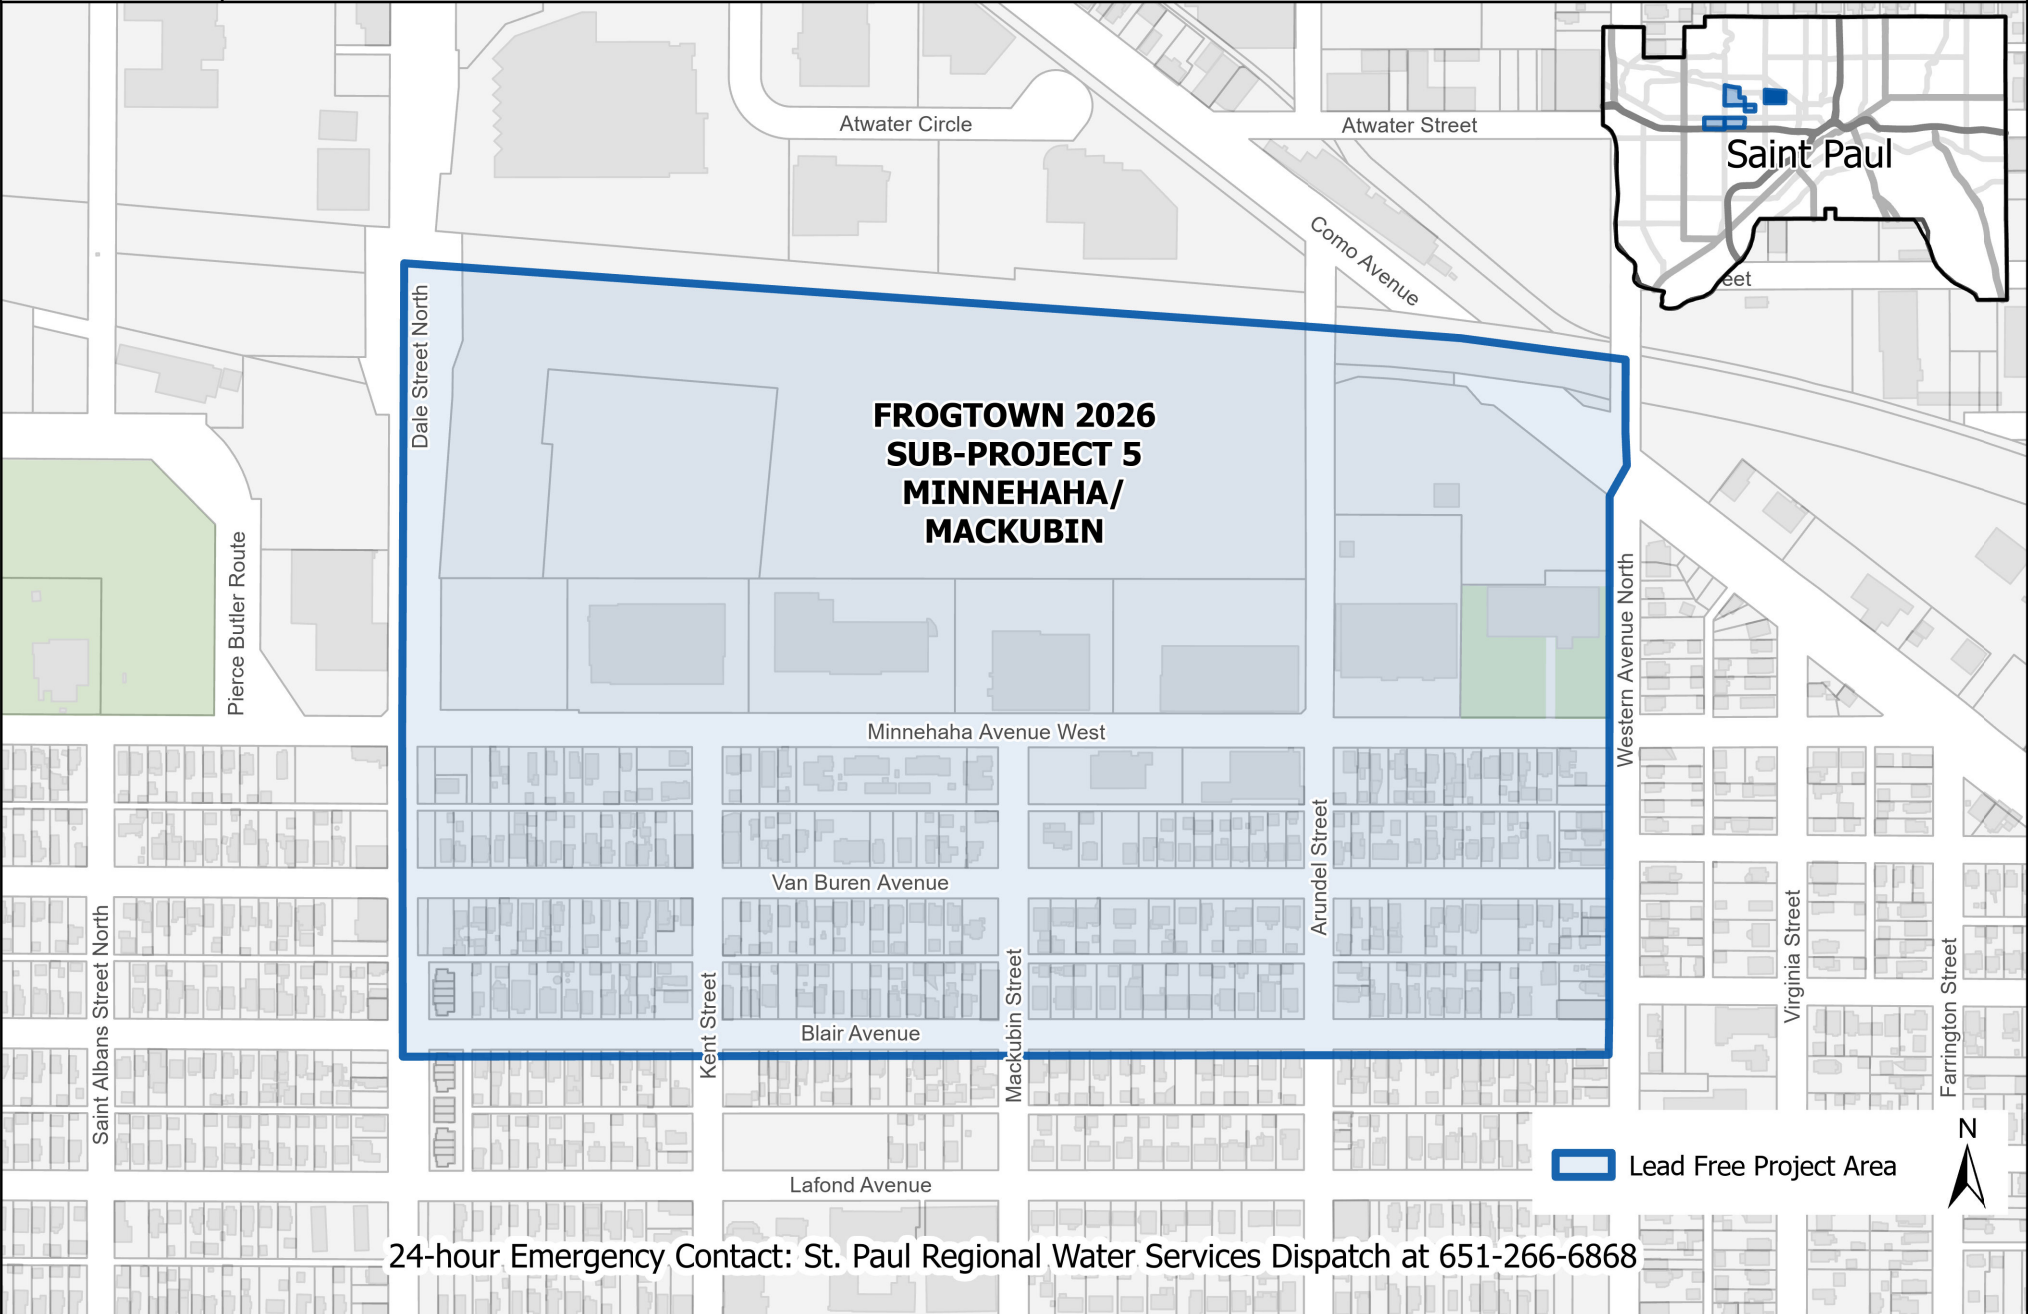 Atwater Circle
Atwater Street
Saint Paul
Como Avenue
eet
Dale Street North
FROGTOWN 2026
SUB-PROJECT 5
MINNEHAHA/
MACKUBIN
Pierce Butler Route
Western Avenue North
Minnehaha Avenue West
Arundel Street
Van Buren Avenue
Saint Albans Street North
Kent Street
Mackubin Street
Virginia Street
Farrington Street
Blair Avenue
N
Lead Free Project Area
Lafond Avenue
24-hour Emergency Contact: St. Paul Regional Water Services Dispatch at 651-266-6868